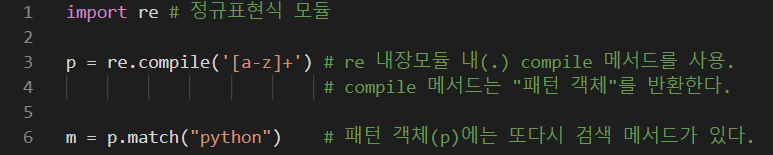 1 import re # 정규표현식 모듈
2
3 p = re.compile('[a-z]+') # re 내장모듈 내(.) compile 메서드를 사용.
4 # compile 메서드는 "패턴 객체"를 반환한다.
5
6 m = p.match("python") # 패턴 객체(p)에는 또다시 검색 메서드가 있다.